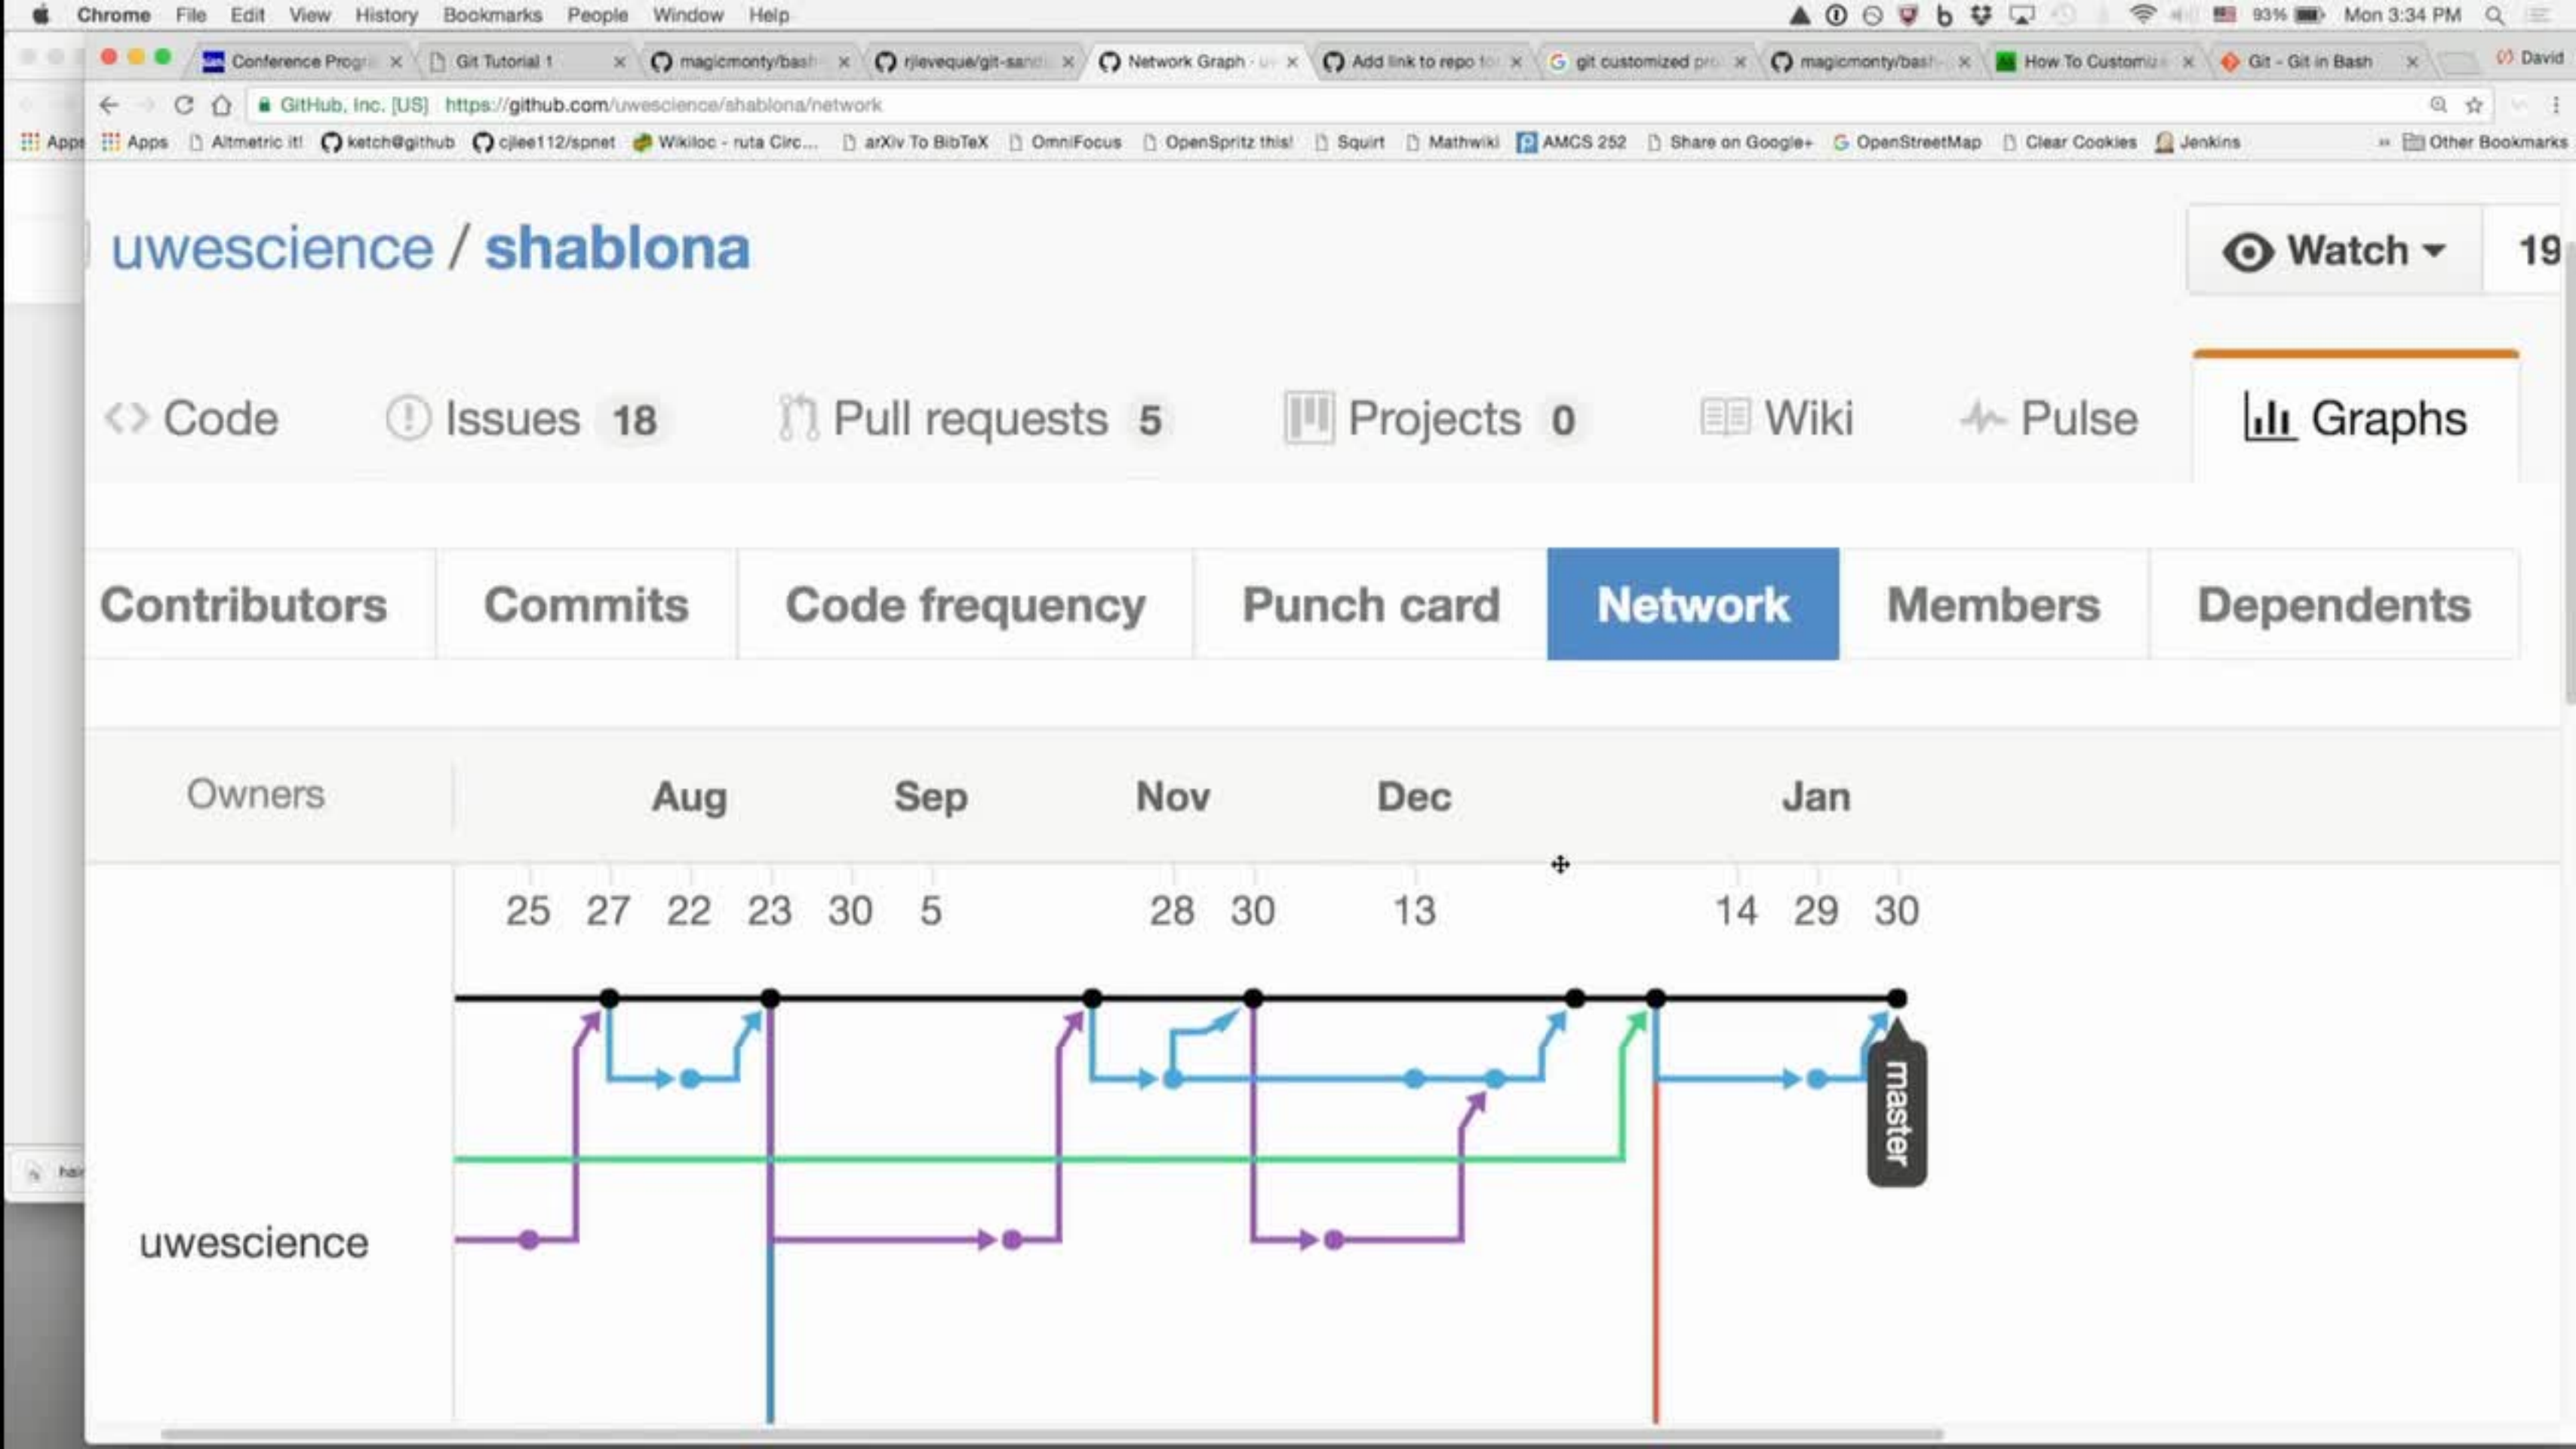 Chrome File Edit View History Bookmarks People Window Help 93% Mon 3:34 PM
Conference Progr Git Tutorial 1 magicmonty/bash rjleveque/git-sand Network Graph Add link to repo for git customized pro magicmonty/bash- How To Customiz Git - Git in Bash David
GitHub, Inc. [US] https://github.com/uwescience/shablona/network
Apps Apps Altmetric it! ketch@github cjlee112/spnet Wikiloc - ruta Circ... arXiv To BibTeX OmniFocus OpenSpritz this! Squirt Mathwiki AMCS 252 Share on Google+ OpenStreetMap Clear Cookies Jenkins » Other Bookmarks
uwescience / shablona Watch 19
Code Issues 18 Pull requests 5 Projects 0 Wiki Pulse Graphs
Contributors Commits Code frequency Punch card Network Members Dependents
Owners Aug Sep Nov Dec Jan
25 27 22 23 30 5 28 30 13 14 29 30
master
uwescience